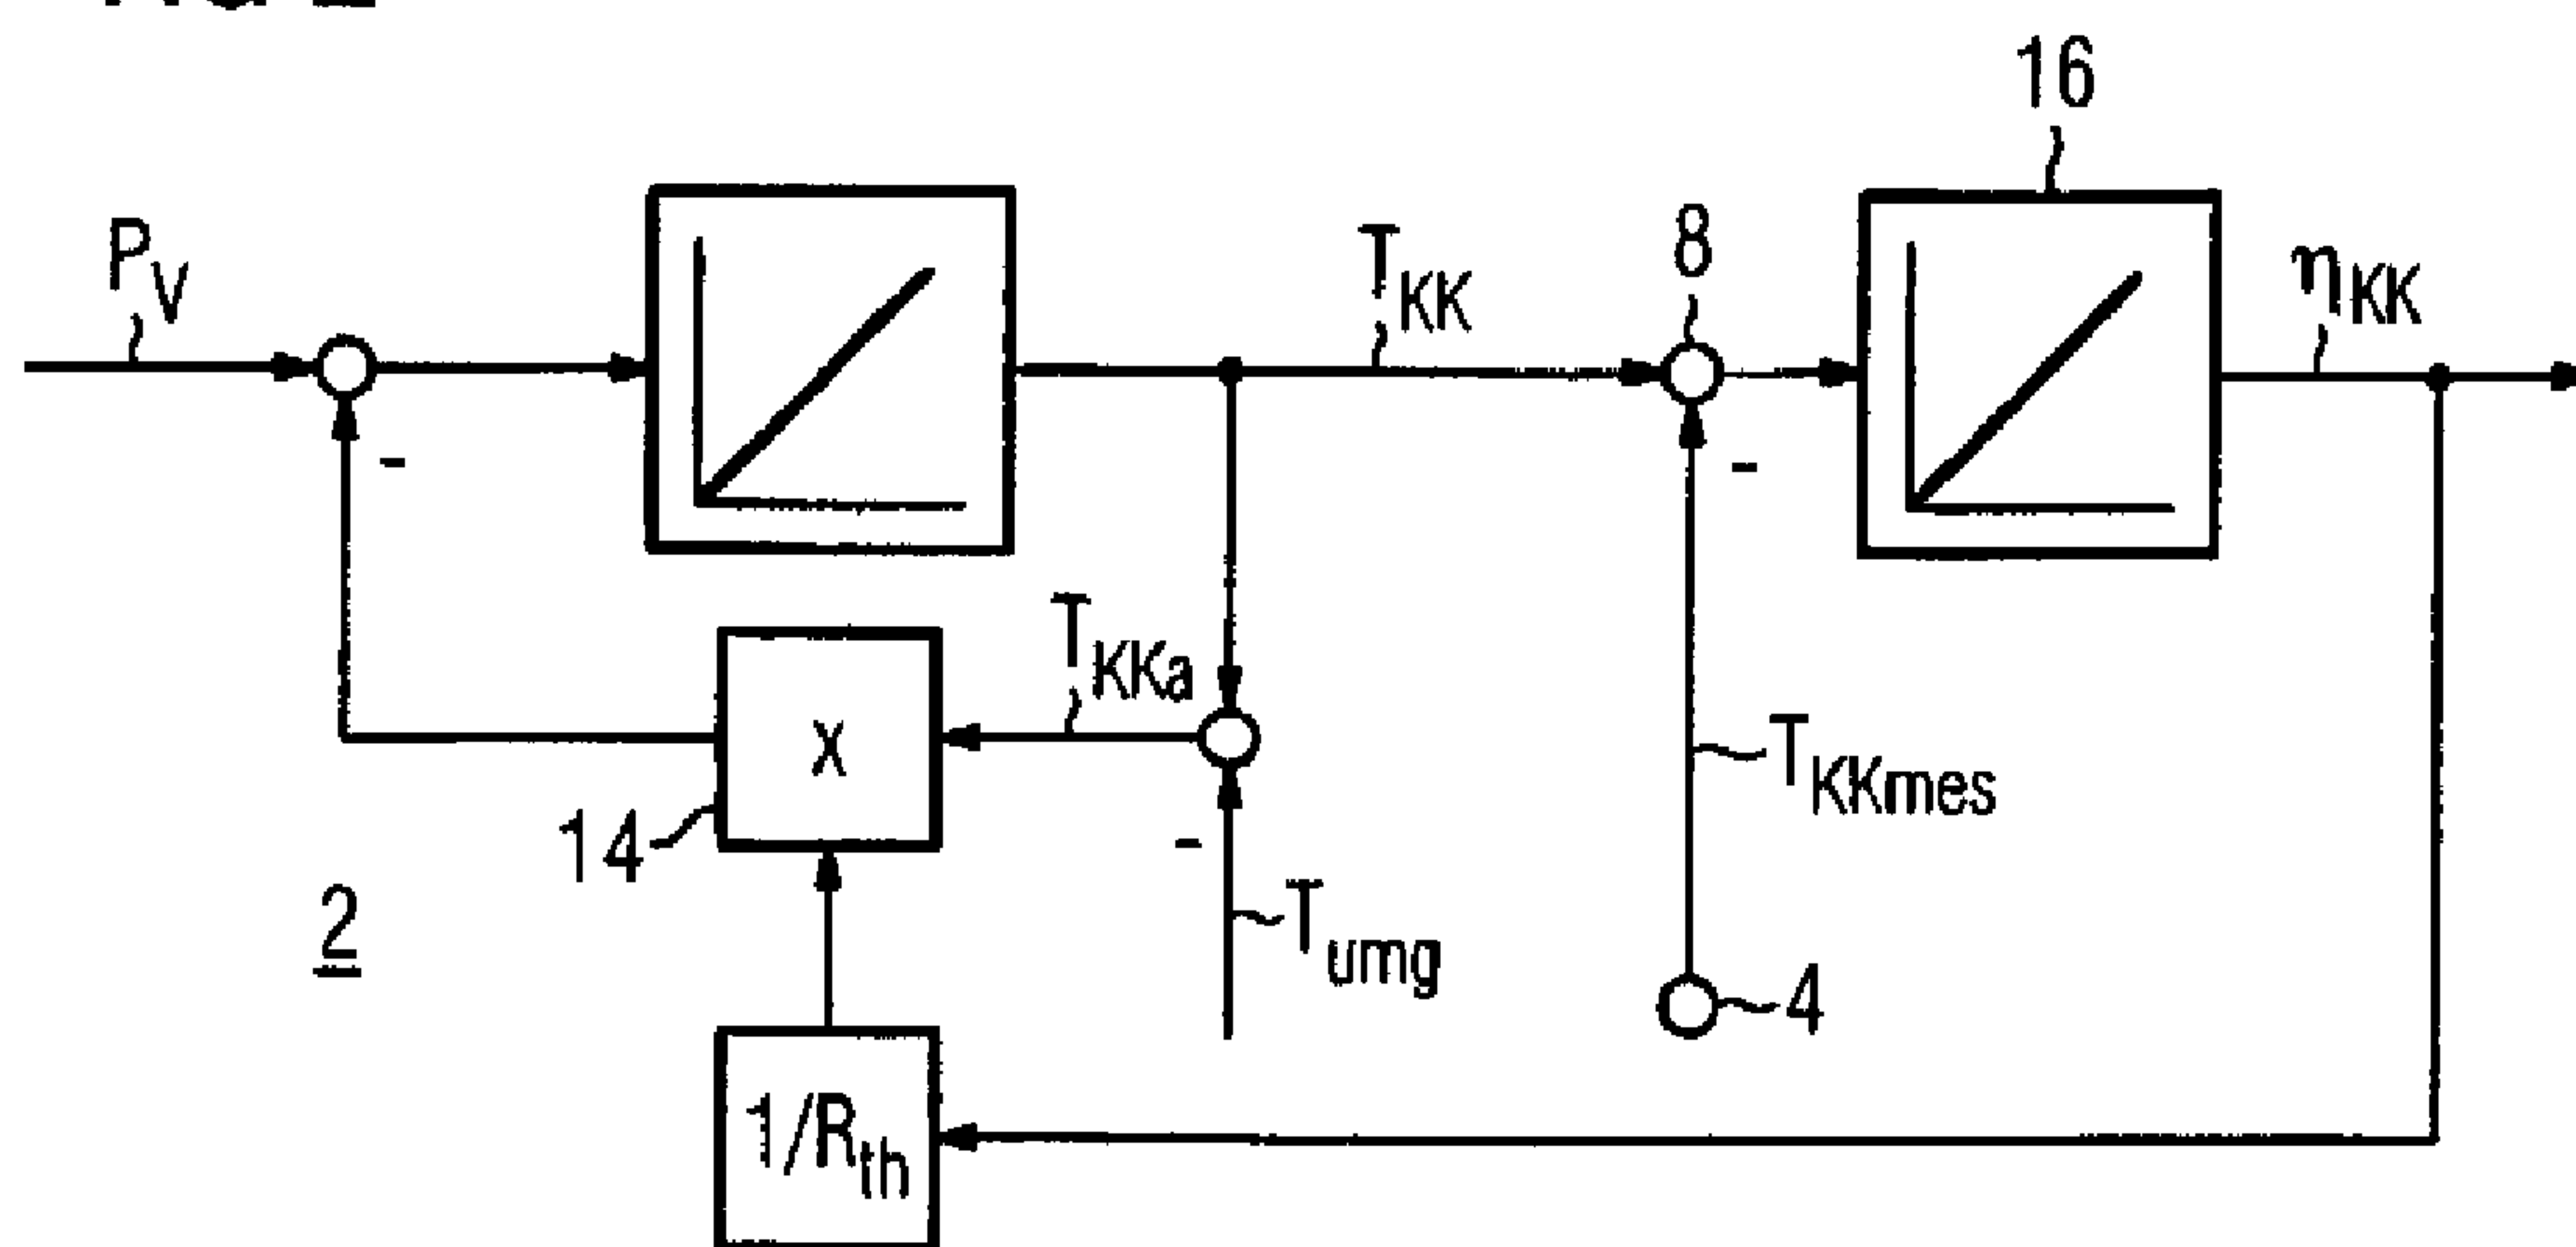 16
P_V
T_KK
8
η_KK
-
-
T_KKa
x
T_KKmes
14
-
2
T_umg
4
1/R_th